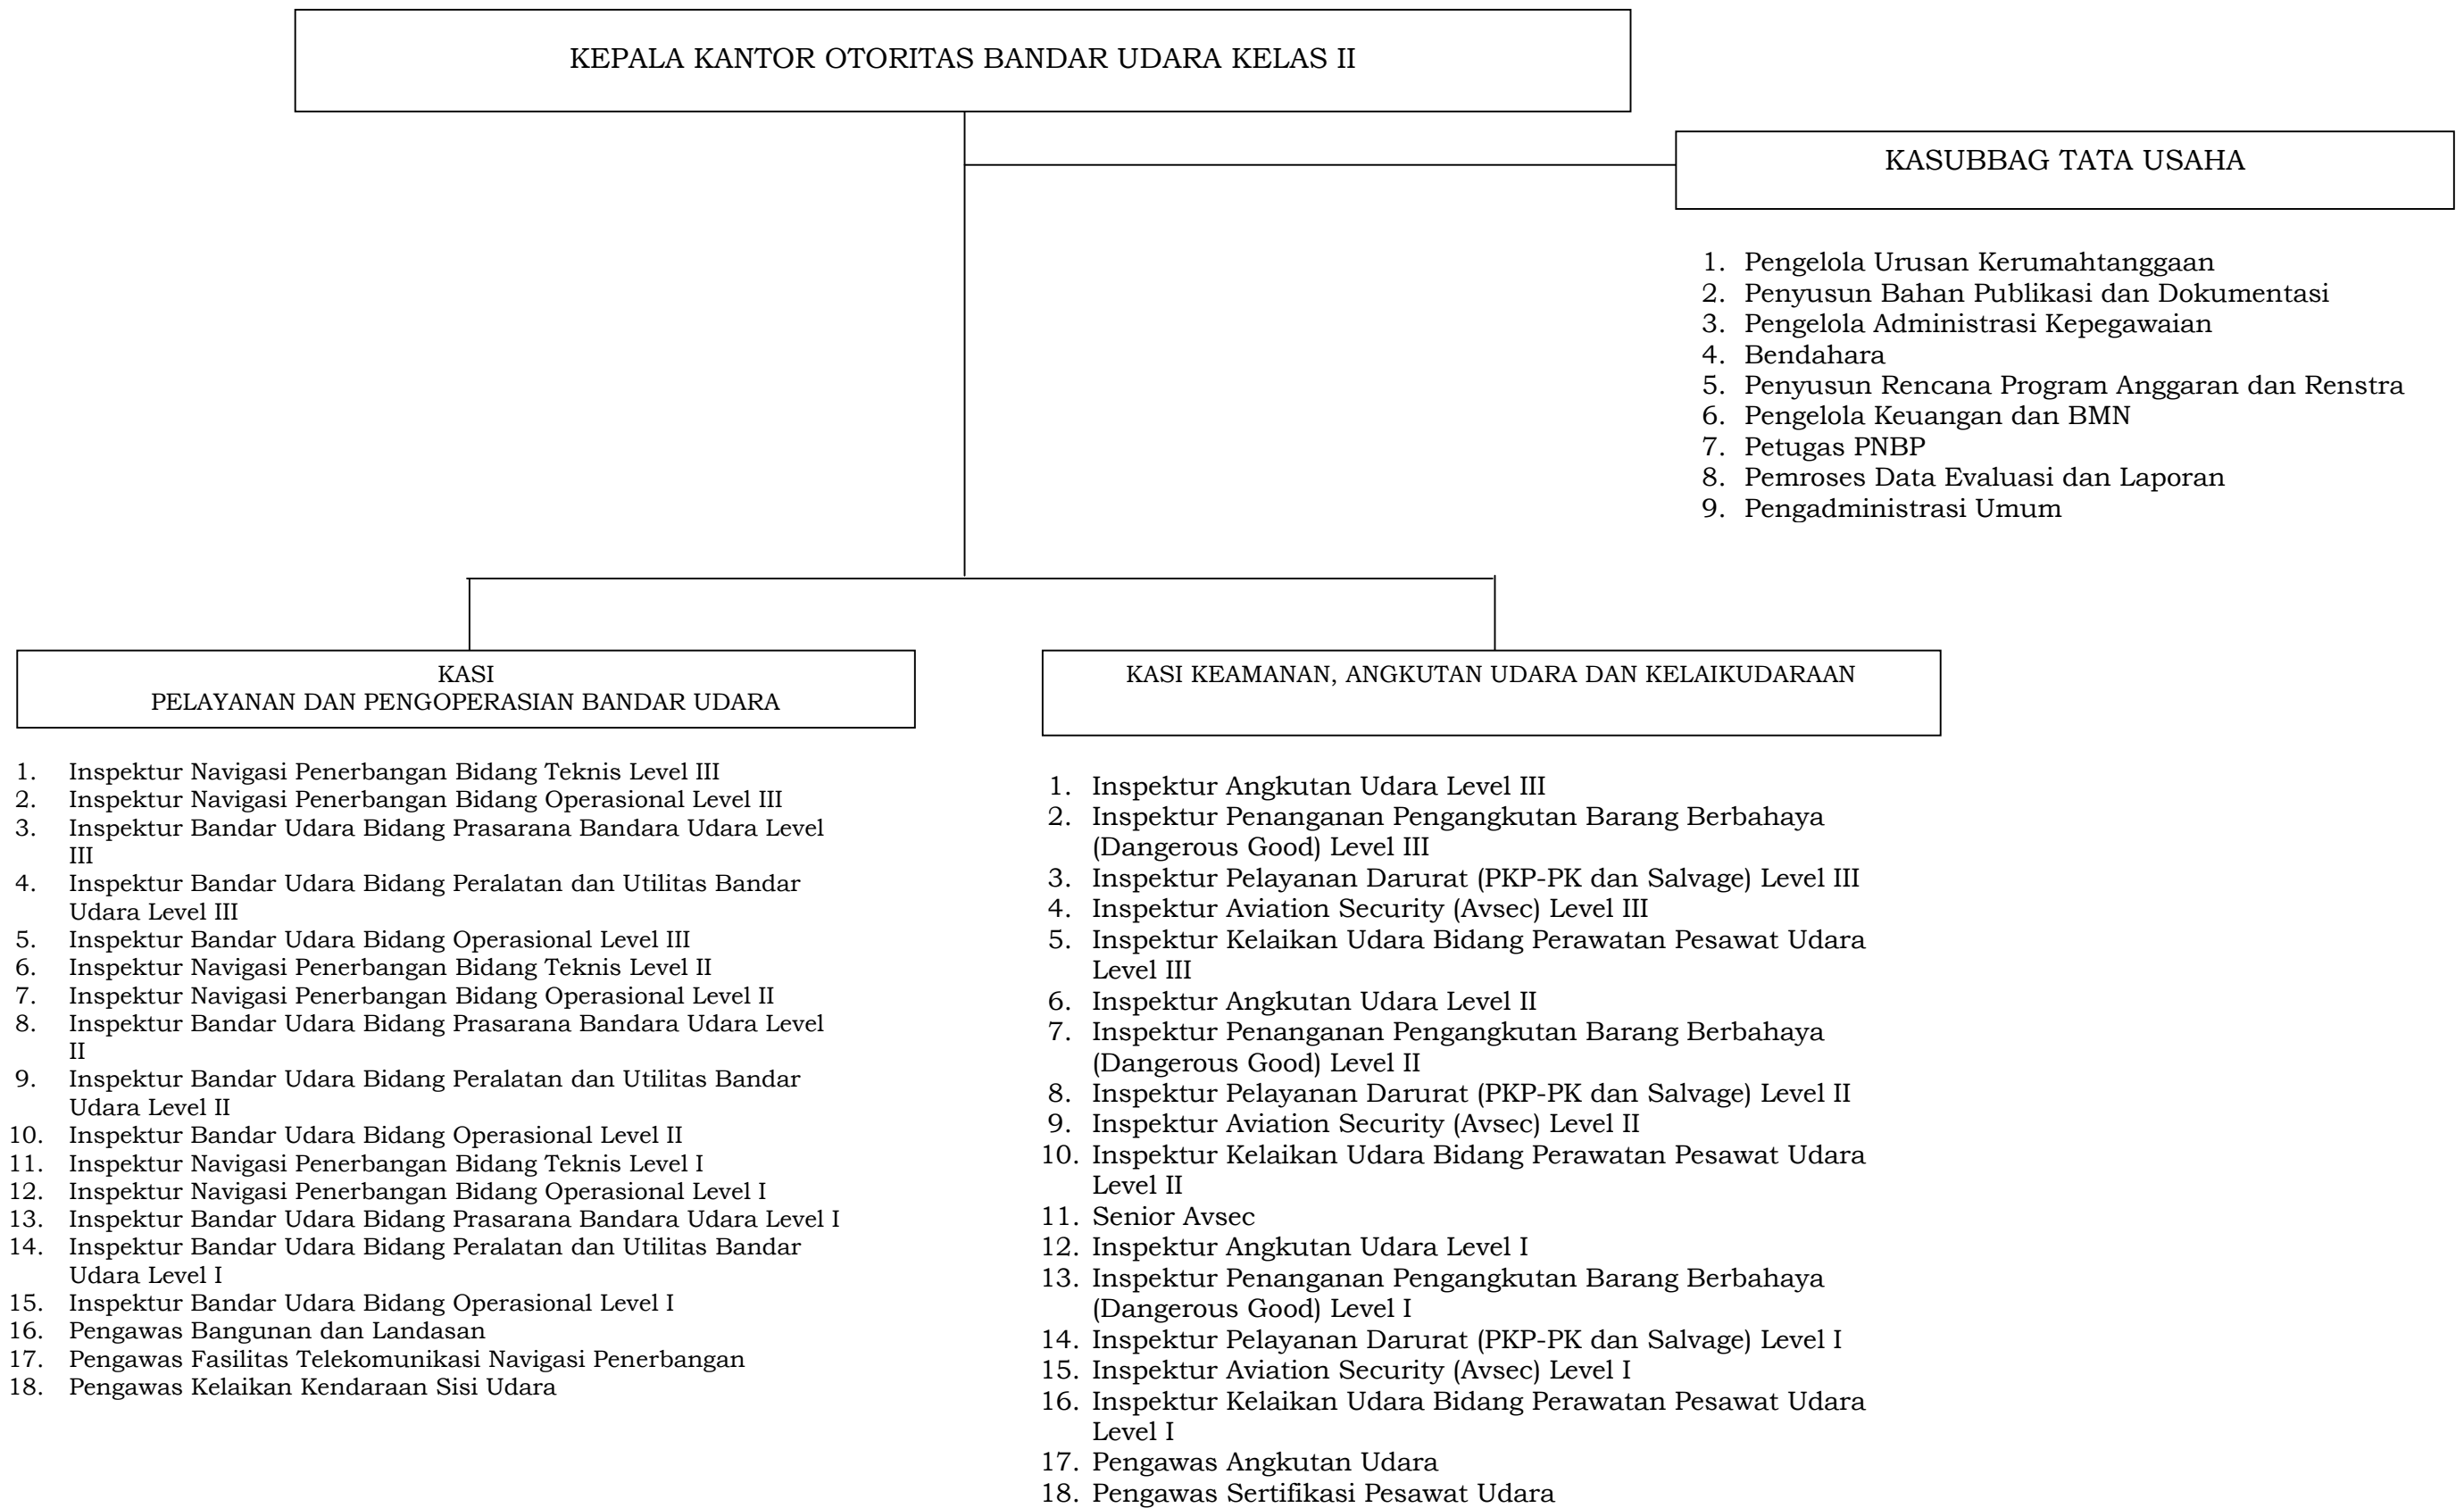 KEPALA KANTOR OTORITAS BANDAR UDARA KELAS II
KASUBBAG TATA USAHA
1. Pengelola Urusan Kerumahtanggaan
2. Penyusun Bahan Publikasi dan Dokumentasi
3. Pengelola Administrasi Kepegawaian
4. Bendahara
5. Penyusun Rencana Program Anggaran dan Renstra
6. Pengelola Keuangan dan BMN
7. Petugas PNBP
8. Pemroses Data Evaluasi dan Laporan
9. Pengadministrasi Umum
KASI
PELAYANAN DAN PENGOPERASIAN BANDAR UDARA
1. Inspektur Navigasi Penerbangan Bidang Teknis Level III
2. Inspektur Navigasi Penerbangan Bidang Operasional Level III
3. Inspektur Bandar Udara Bidang Prasarana Bandara Udara Level
III
4. Inspektur Bandar Udara Bidang Peralatan dan Utilitas Bandar
Udara Level III
5. Inspektur Bandar Udara Bidang Operasional Level III
6. Inspektur Navigasi Penerbangan Bidang Teknis Level II
7. Inspektur Navigasi Penerbangan Bidang Operasional Level II
8. Inspektur Bandar Udara Bidang Prasarana Bandara Udara Level
II
9. Inspektur Bandar Udara Bidang Peralatan dan Utilitas Bandar
Udara Level II
10. Inspektur Bandar Udara Bidang Operasional Level II
11. Inspektur Navigasi Penerbangan Bidang Teknis Level I
12. Inspektur Navigasi Penerbangan Bidang Operasional Level I
13. Inspektur Bandar Udara Bidang Prasarana Bandara Udara Level I
14. Inspektur Bandar Udara Bidang Peralatan dan Utilitas Bandar
Udara Level I
15. Inspektur Bandar Udara Bidang Operasional Level I
16. Pengawas Bangunan dan Landasan
17. Pengawas Fasilitas Telekomunikasi Navigasi Penerbangan
18. Pengawas Kelaikan Kendaraan Sisi Udara
KASI KEAMANAN, ANGKUTAN UDARA DAN KELAIKUDARAAN
1. Inspektur Angkutan Udara Level III
2. Inspektur Penanganan Pengangkutan Barang Berbahaya
(Dangerous Good) Level III
3. Inspektur Pelayanan Darurat (PKP-PK dan Salvage) Level III
4. Inspektur Aviation Security (Avsec) Level III
5. Inspektur Kelaikan Udara Bidang Perawatan Pesawat Udara
Level III
6. Inspektur Angkutan Udara Level II
7. Inspektur Penanganan Pengangkutan Barang Berbahaya
(Dangerous Good) Level II
8. Inspektur Pelayanan Darurat (PKP-PK dan Salvage) Level II
9. Inspektur Aviation Security (Avsec) Level II
10. Inspektur Kelaikan Udara Bidang Perawatan Pesawat Udara
Level II
11. Senior Avsec
12. Inspektur Angkutan Udara Level I
13. Inspektur Penanganan Pengangkutan Barang Berbahaya
(Dangerous Good) Level I
14. Inspektur Pelayanan Darurat (PKP-PK dan Salvage) Level I
15. Inspektur Aviation Security (Avsec) Level I
16. Inspektur Kelaikan Udara Bidang Perawatan Pesawat Udara
Level I
17. Pengawas Angkutan Udara
18. Pengawas Sertifikasi Pesawat Udara